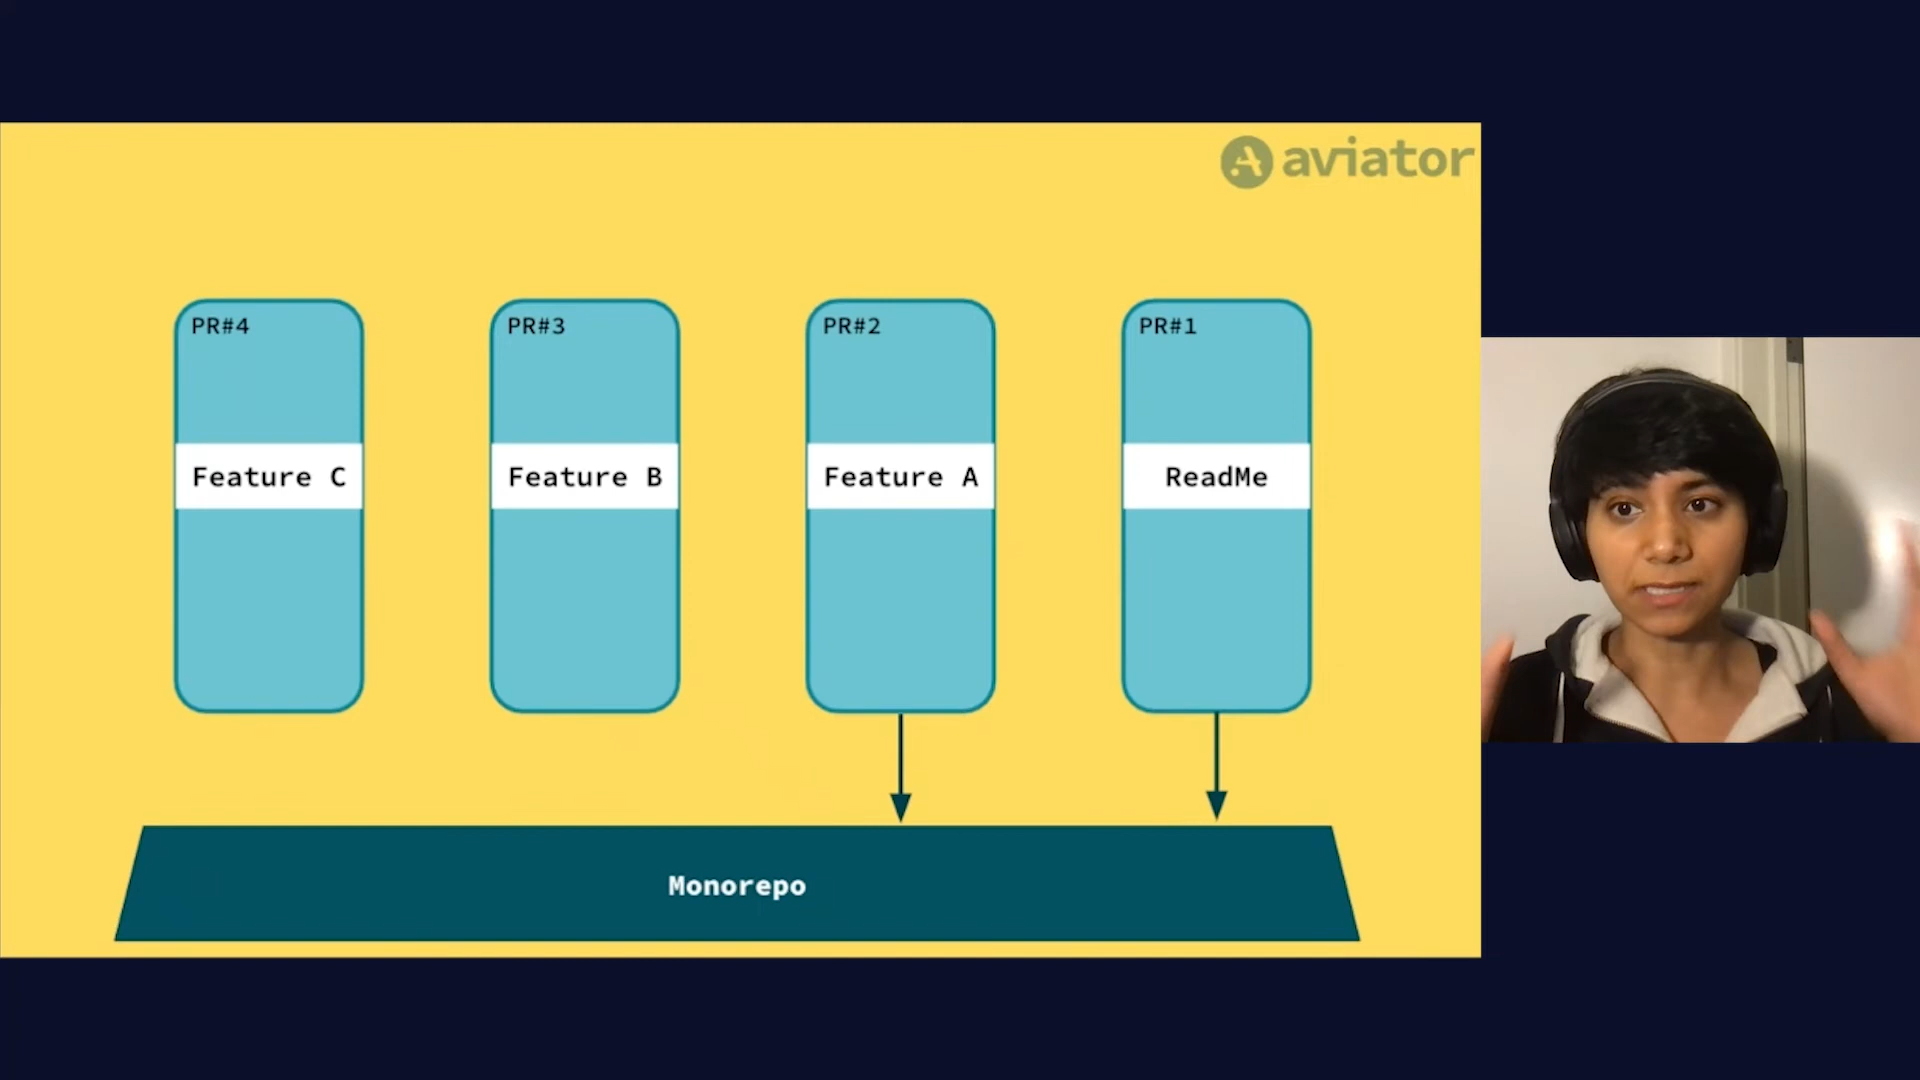 aviator
PR#4
PR#3
PR#2
PR#1
Feature C
Feature B
Feature A
ReadMe
Monorepo